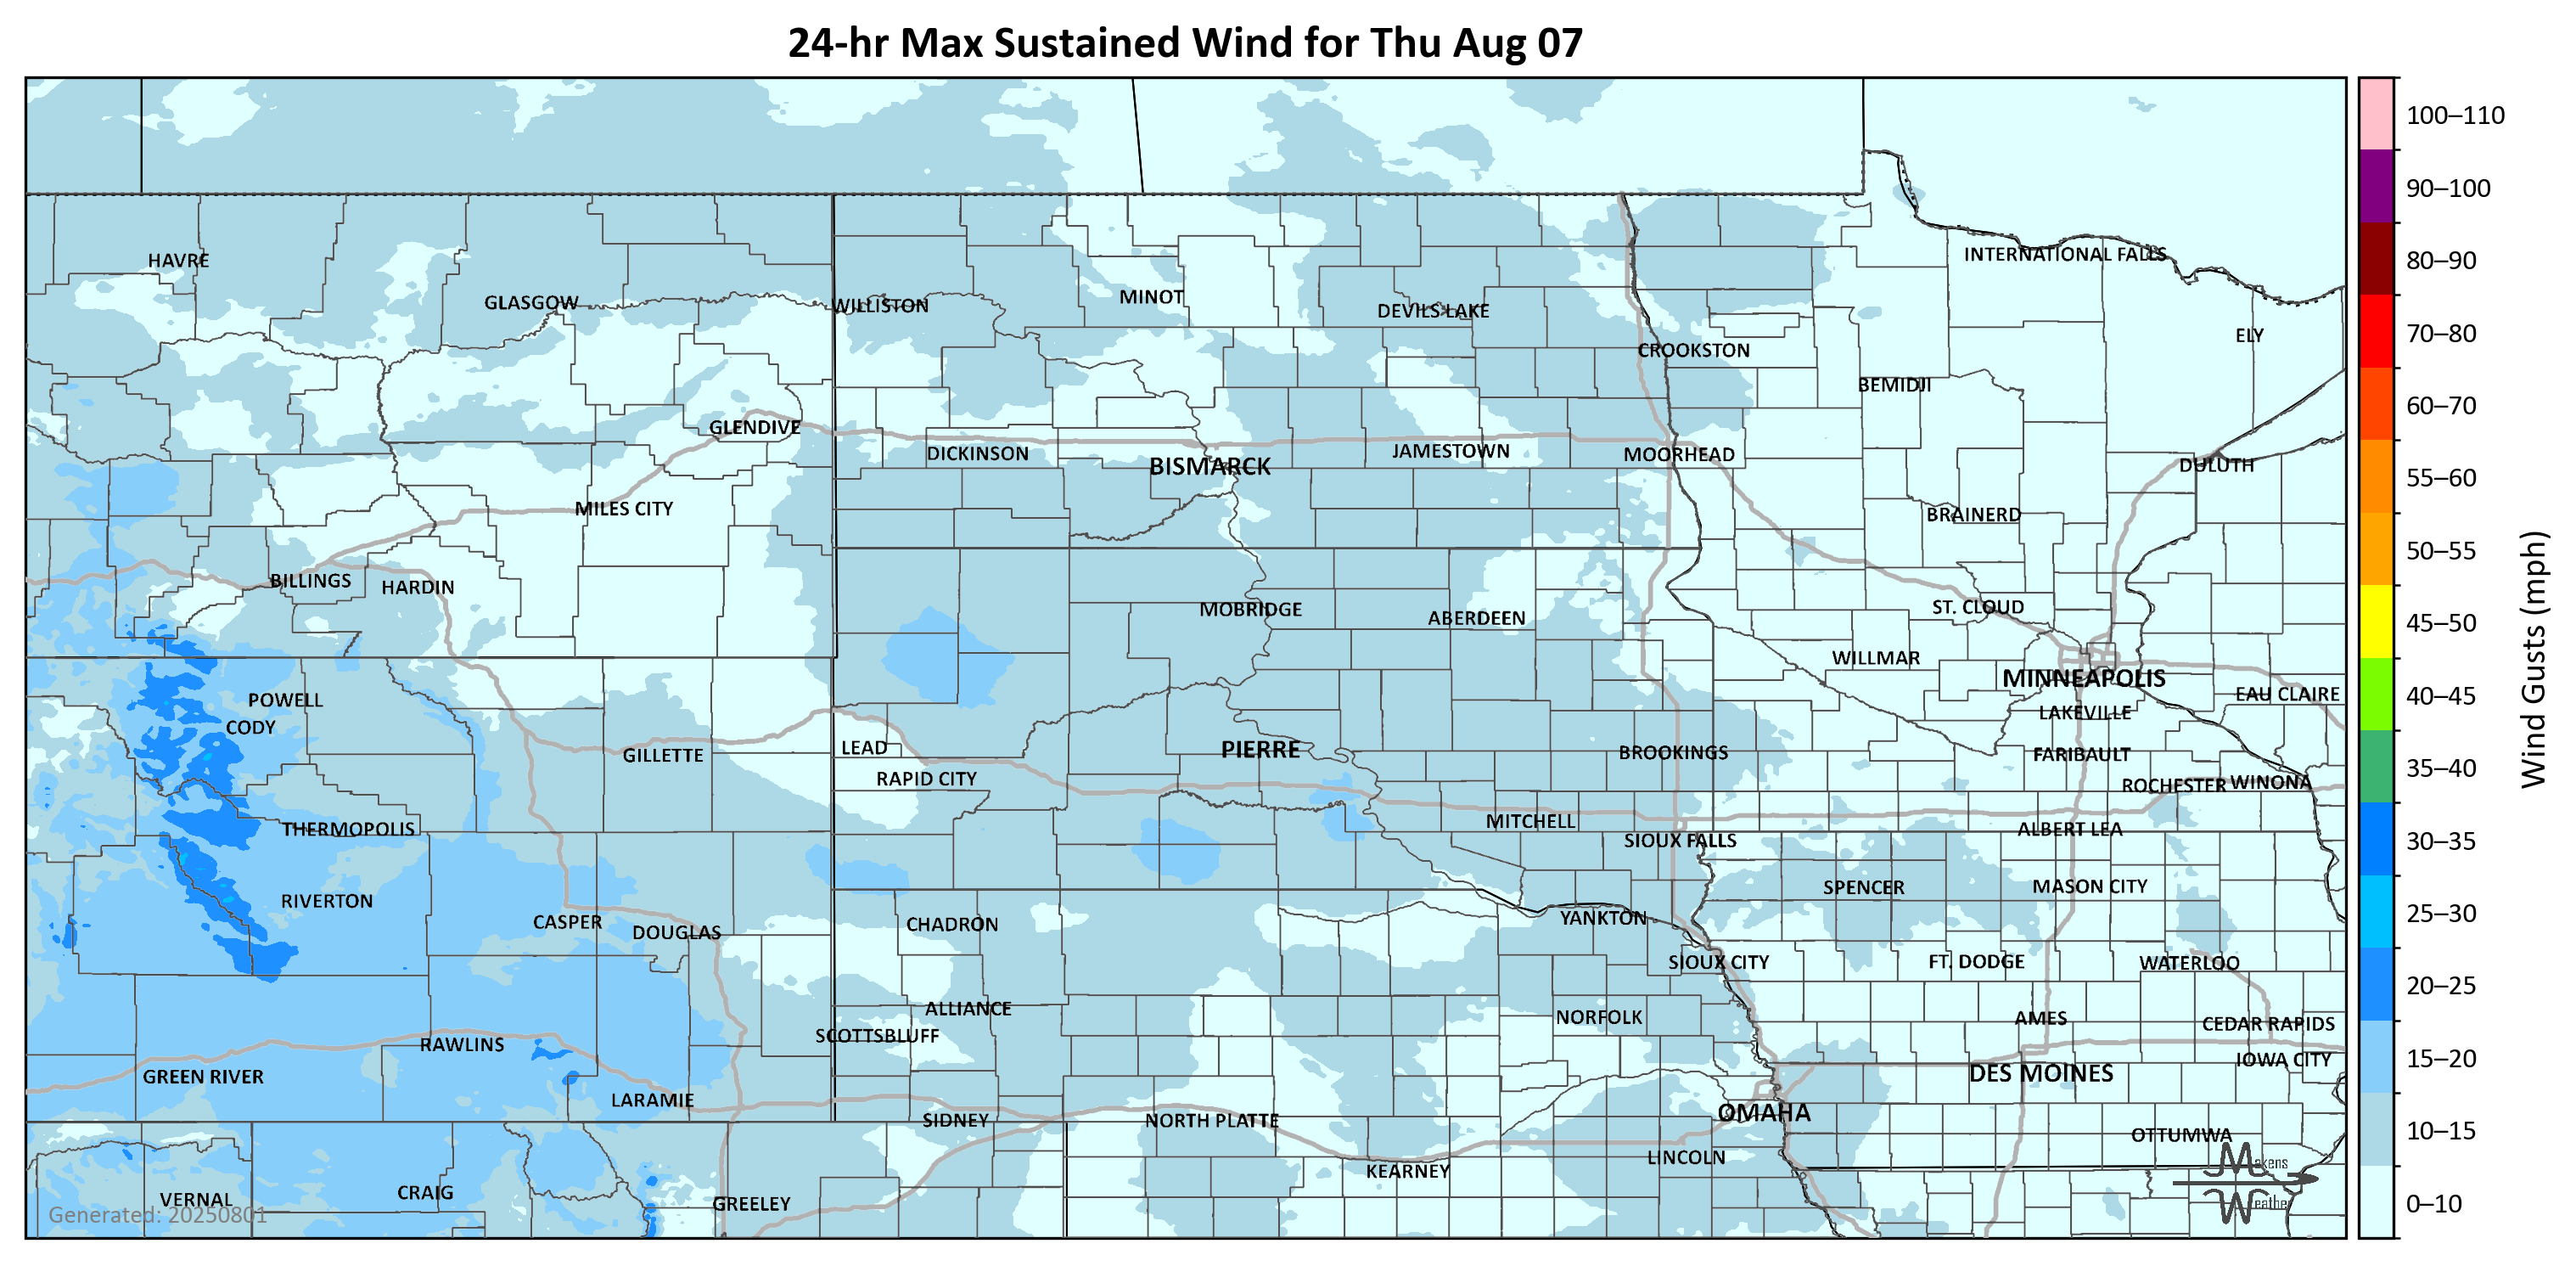 24-hr Max Sustained Wind for Thu Aug 07
100–110
90–100
80–90
70–80
60–70
55–60
50–55
45–50
40–45
35–40
30–35
25–30
20–25
15–20
10–15
0–10
Wind Gusts (mph)
HAVRE
INTERNATIONAL FALLS
GLASGOW
WILLISTON
MINOT
DEVILS LAKE
ELY
CROOKSTON
BEMIDJI
GLENDIVE
DICKINSON
BISMARCK
JAMESTOWN
MOORHEAD
DULUTH
MILES CITY
BRAINERD
BILLINGS
HARDIN
MOBRIDGE
ABERDEEN
ST. CLOUD
WILLMAR
MINNEAPOLIS
EAU CLAIRE
POWELL
CODY
LAKEVILLE
GILLETTE
LEAD
PIERRE
BROOKINGS
FARIBAULT
RAPID CITY
ROCHESTER
WINONA
THERMOPOLIS
MITCHELL
SIOUX FALLS
ALBERT LEA
RIVERTON
SPENCER
MASON CITY
CASPER
DOUGLAS
CHADRON
YANKTON
SIOUX CITY
FT. DODGE
WATERLOO
ALLIANCE
NORFOLK
AMES
CEDAR RAPIDS
SCOTTSBLUFF
RAWLINS
IOWA CITY
GREEN RIVER
DES MOINES
LARAMIE
SIDNEY
NORTH PLATTE
OMAHA
OTTUMWA
KEARNEY
LINCOLN
VERNAL
CRAIG
GREELEY
Generated: 20250801
Makens
Weather